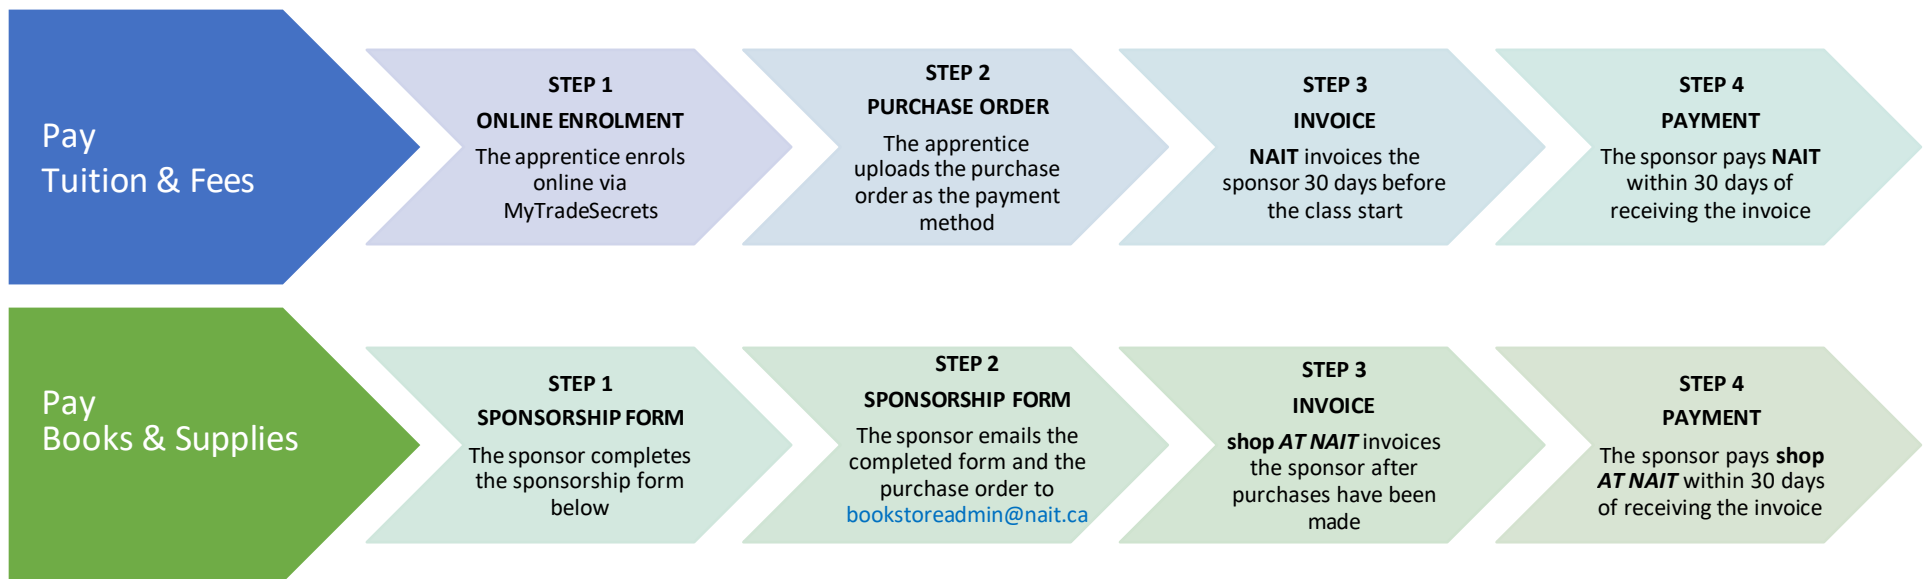 Pay
Tuition & Fees
STEP 1
ONLINE ENROLMENT
The apprentice enrols
online via
MyTradeSecrets
STEP 2
PURCHASE ORDER
The apprentice
uploads the purchase
order as the payment
method
STEP 3
INVOICE
NAIT invoices the
sponsor 30 days before
the class start
STEP 4
PAYMENT
The sponsor pays NAIT
within 30 days of
receiving the invoice
Pay
Books & Supplies
STEP 1
SPONSORSHIP FORM
The sponsor completes
the sponsorship form
below
STEP 2
SPONSORSHIP FORM
The sponsor emails the
completed form and the
purchase order to
bookstoreadmin@nait.ca
STEP 3
INVOICE
shop AT NAIT invoices
the sponsor after
purchases have been
made
STEP 4
PAYMENT
The sponsor pays shop
AT NAIT within 30 days
of receiving the invoice